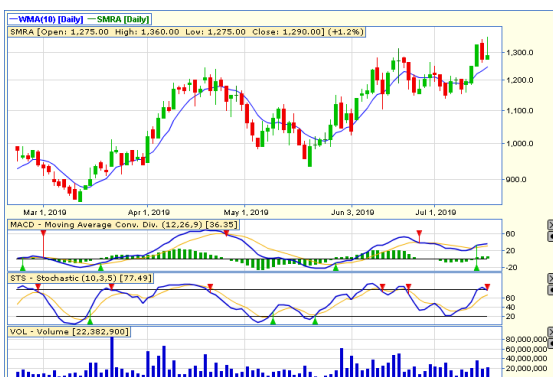 WMA(10) [Daily] SMRA [Daily]
SMRA [Open: 1,275.00 High: 1,360.00 Low: 1,275.00 Close: 1,290.00] (+1.2%)
1,300.0
1,200.0
1,100.0
1,000.0
900.0
Mar 1, 2019 Apr 1, 2019 May 1, 2019 Jun 3, 2019 Jul 1, 2019
MACD - Moving Average Conv. Div. (12,26,9) [36.35]
60
20
-20
STS - Stochastic (10,3,5) [77.49]
60
40
20
VOL - Volume [22,382,900]
80,000,000
60,000,000
40,000,000
20,000,000